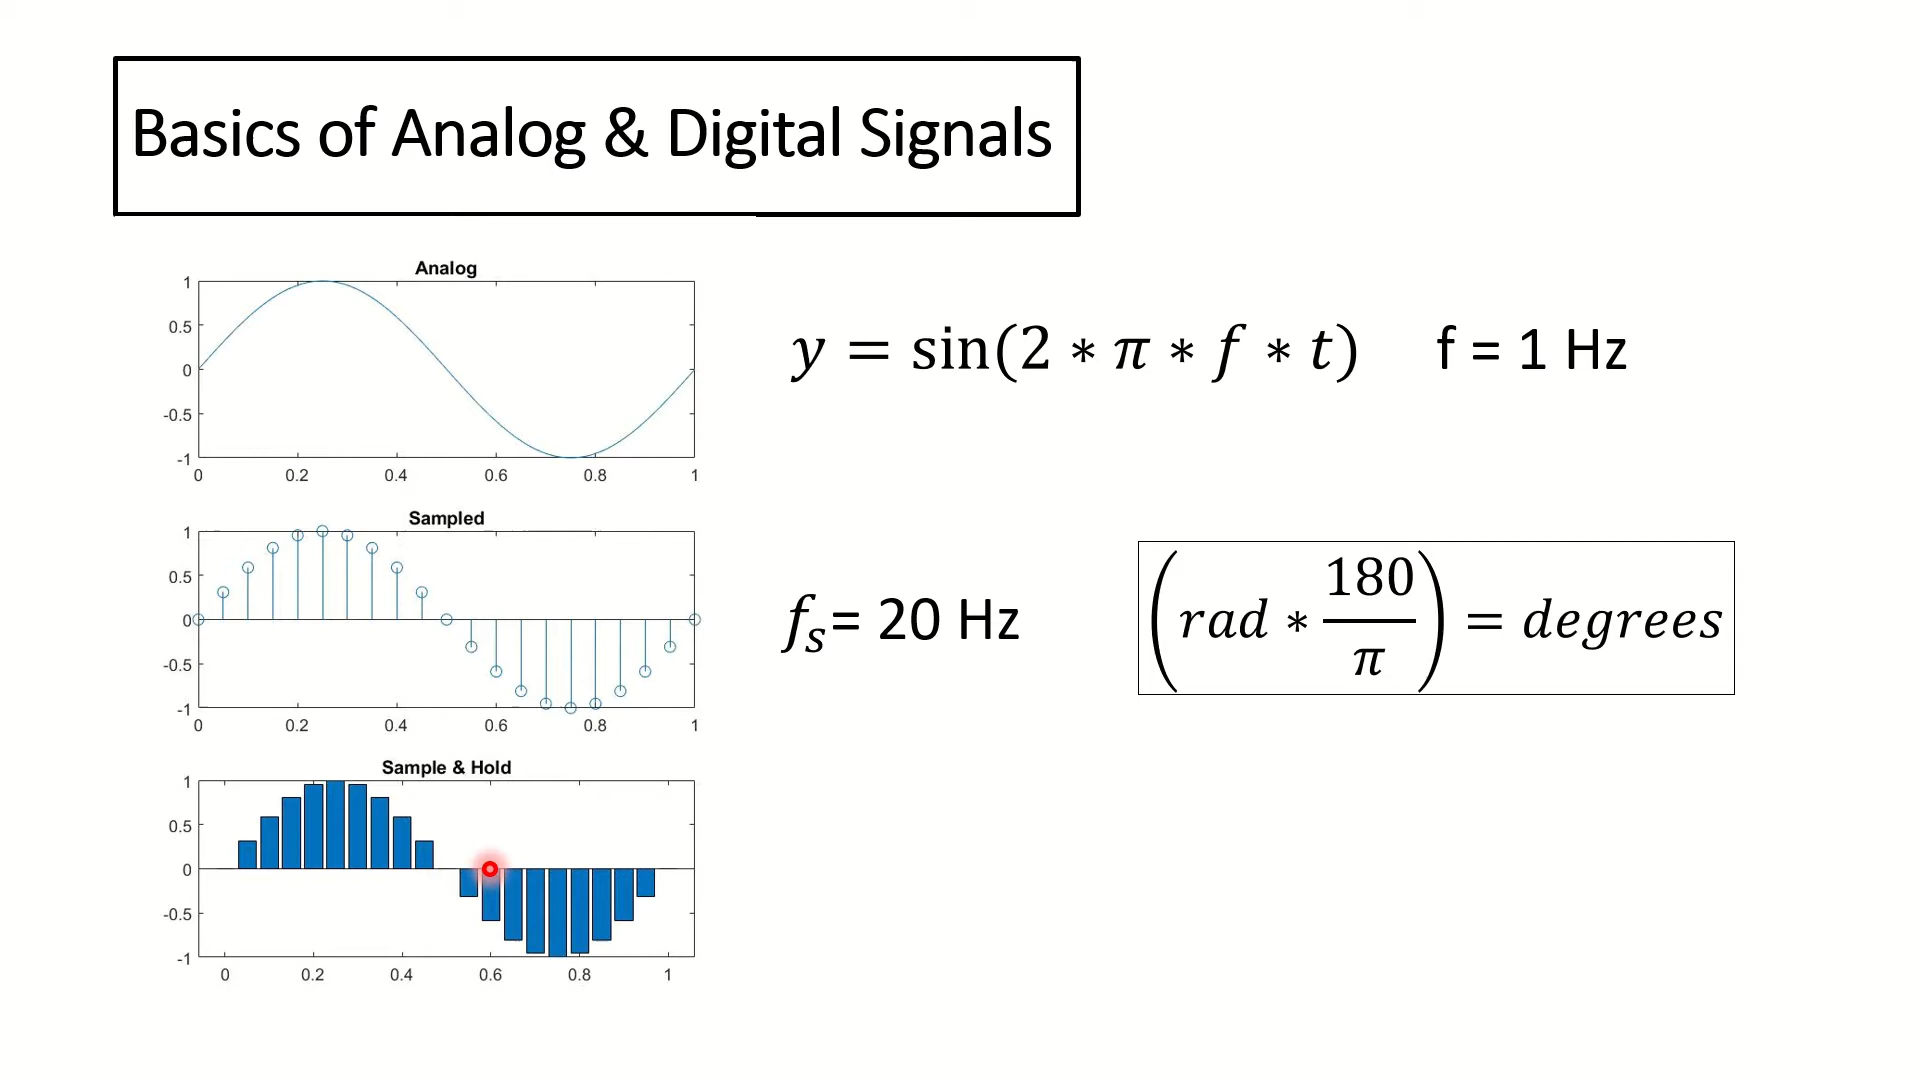 Basics of Analog & Digital Signals
Analog
1
0.5
0
-0.5
-1
0 0.2 0.4 0.6 0.8 1
y = sin(2 * π * f * t) f = 1 Hz
Sampled
1
0.5
0
-0.5
-1
0 0.2 0.4 0.6 0.8 1
fₛ= 20 Hz
(rad * 180/π) = degrees
Sample & Hold
1
0.5
0
-0.5
-1
0 0.2 0.4 0.6 0.8 1